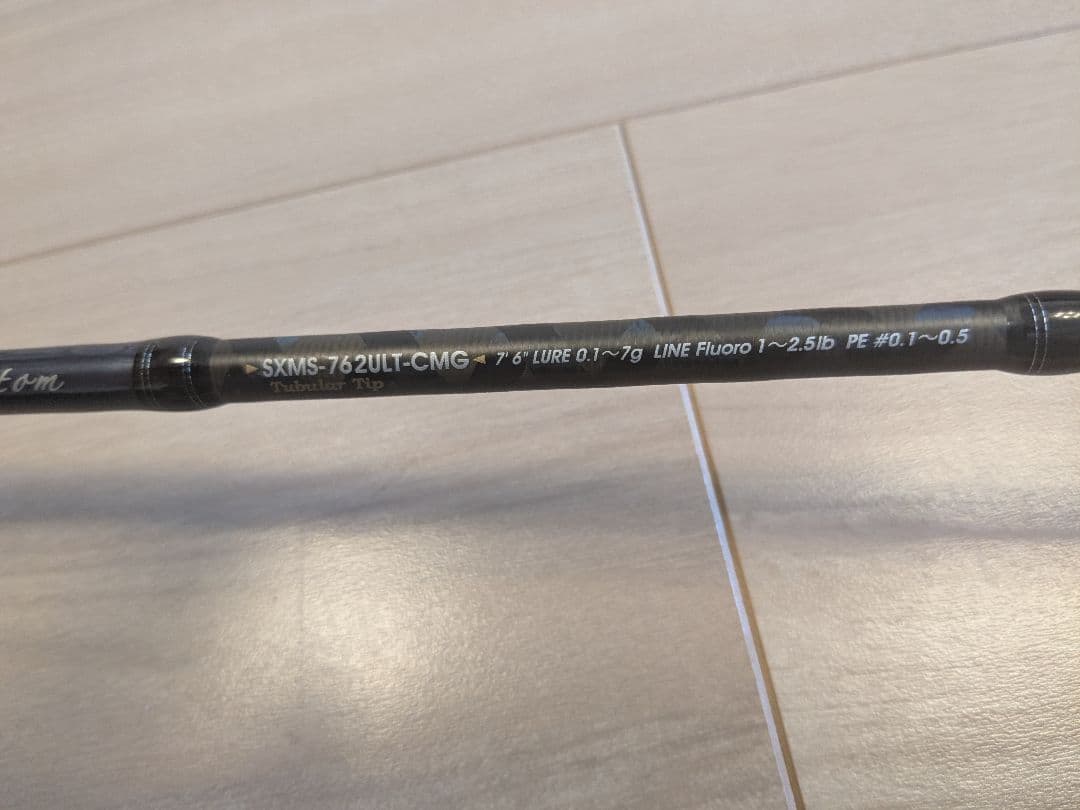 tom
►SXMS-762ULT-CMG◄ 7' 6" LURE 0.1〜7g LINE Fluoro 1〜2.5lb PE #0.1〜0.5
Tubular Tip